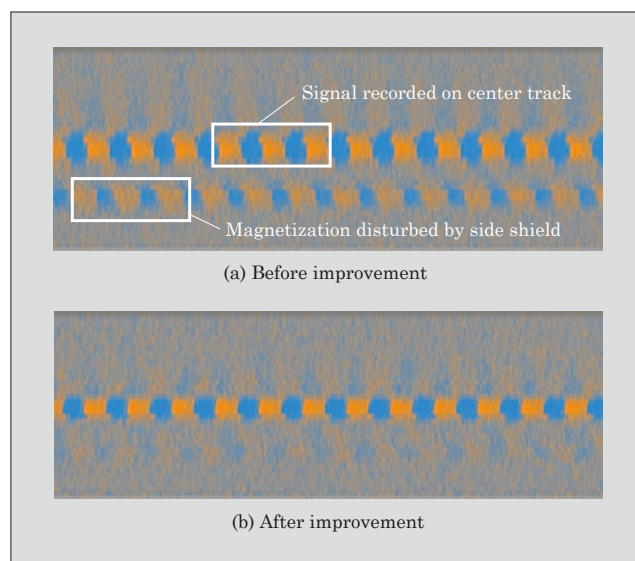 Signal recorded on center track
Magnetization disturbed by side shield
(a) Before improvement
(b) After improvement